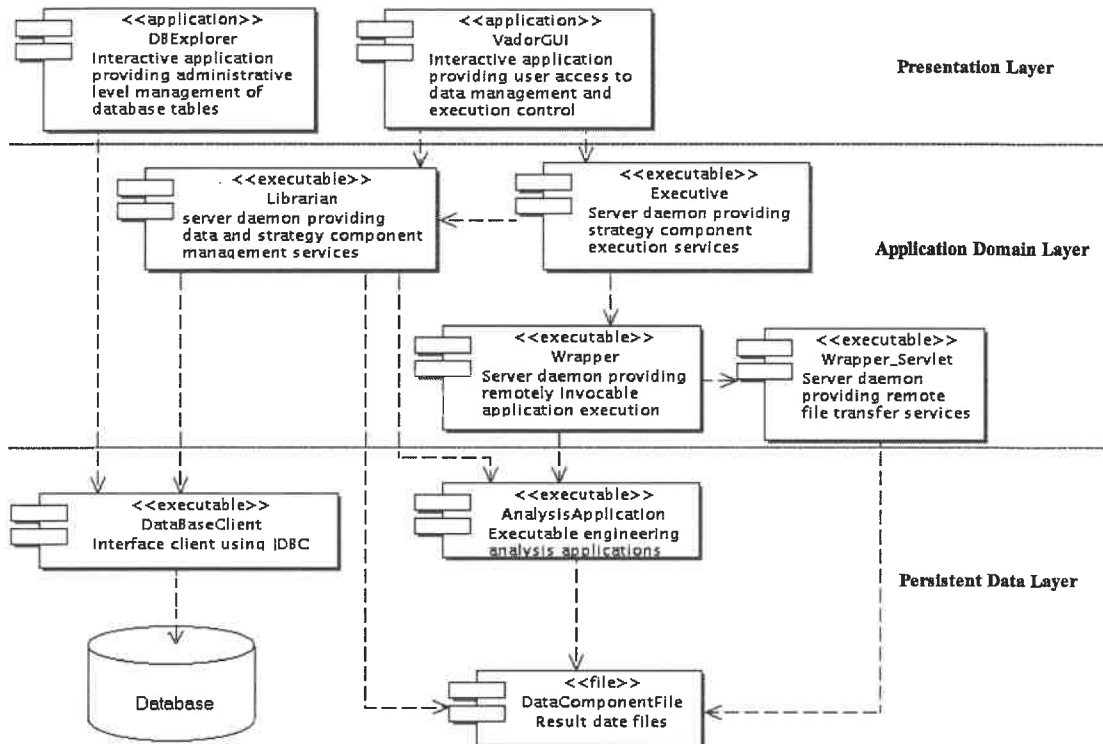 <<application>>
DBExplorer
Interactive application
providing administrative
level management of
database tables
<<application>>
VadorGUI
Interactive application
providing user access to
data management and
execution control
Presentation Layer
<<executable>>
Librarian
server daemon providing
data and strategy component
management services
<<executable>>
Executive
Server daemon providing
strategy component
execution services
Application Domain Layer
<<executable>>
Wrapper
Server daemon providing
remotely invocable
application execution
<<executable>>
Wrapper_Servlet
Server daemon
providing remote
file transfer services
<<executable>>
DataBaseClient
Interface client using JDBC
<<executable>>
AnalysisApplication
Executable engineering
analysis applications
Persistent Data Layer
Database
<<file>>
DataComponentFile
Result date files